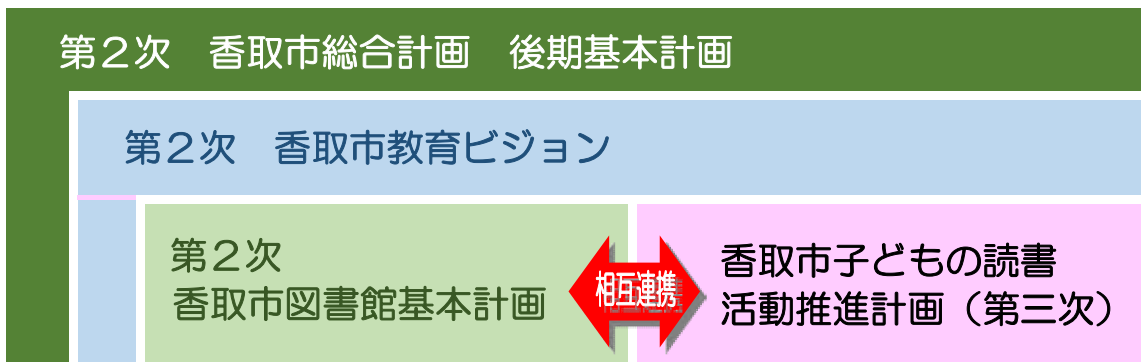 第２次　香取市総合計画　後期基本計画
第２次　香取市教育ビジョン
第２次
香取市図書館基本計画
相互連携
香取市子どもの読書
活動推進計画（第三次）